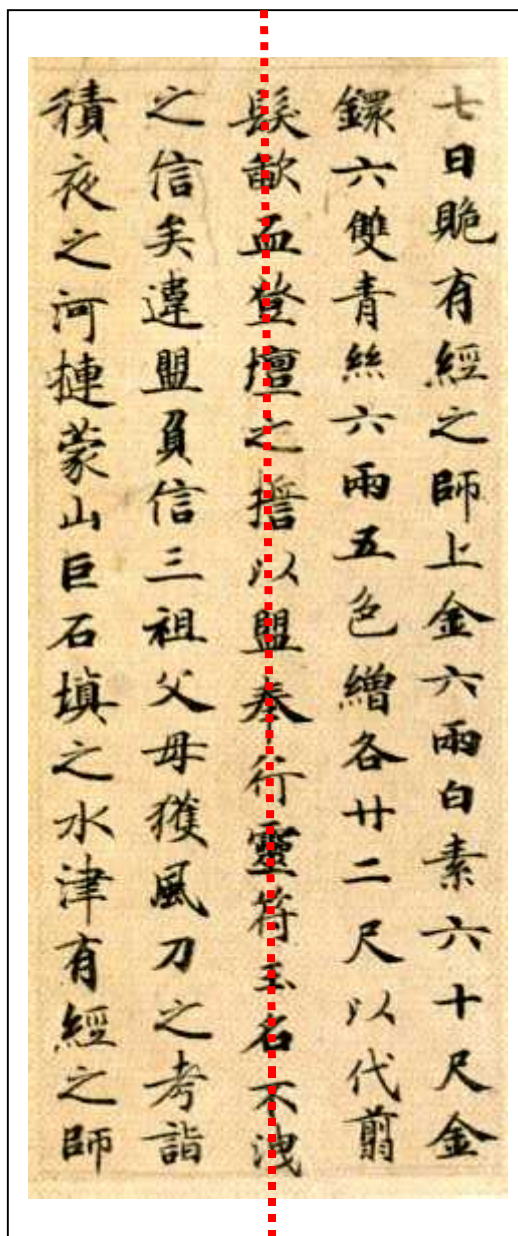 七日有經之師上金六兩白素六十尺金
鐶六雙青絲六兩五色繒各廿二尺以代翦
髮歃血登壇之誓以盟奉行靈符玉名不洩
之信矣違盟負信三祖父母獲風刀之考詣
積夜之河摙蒙山巨石填之水津有經之師